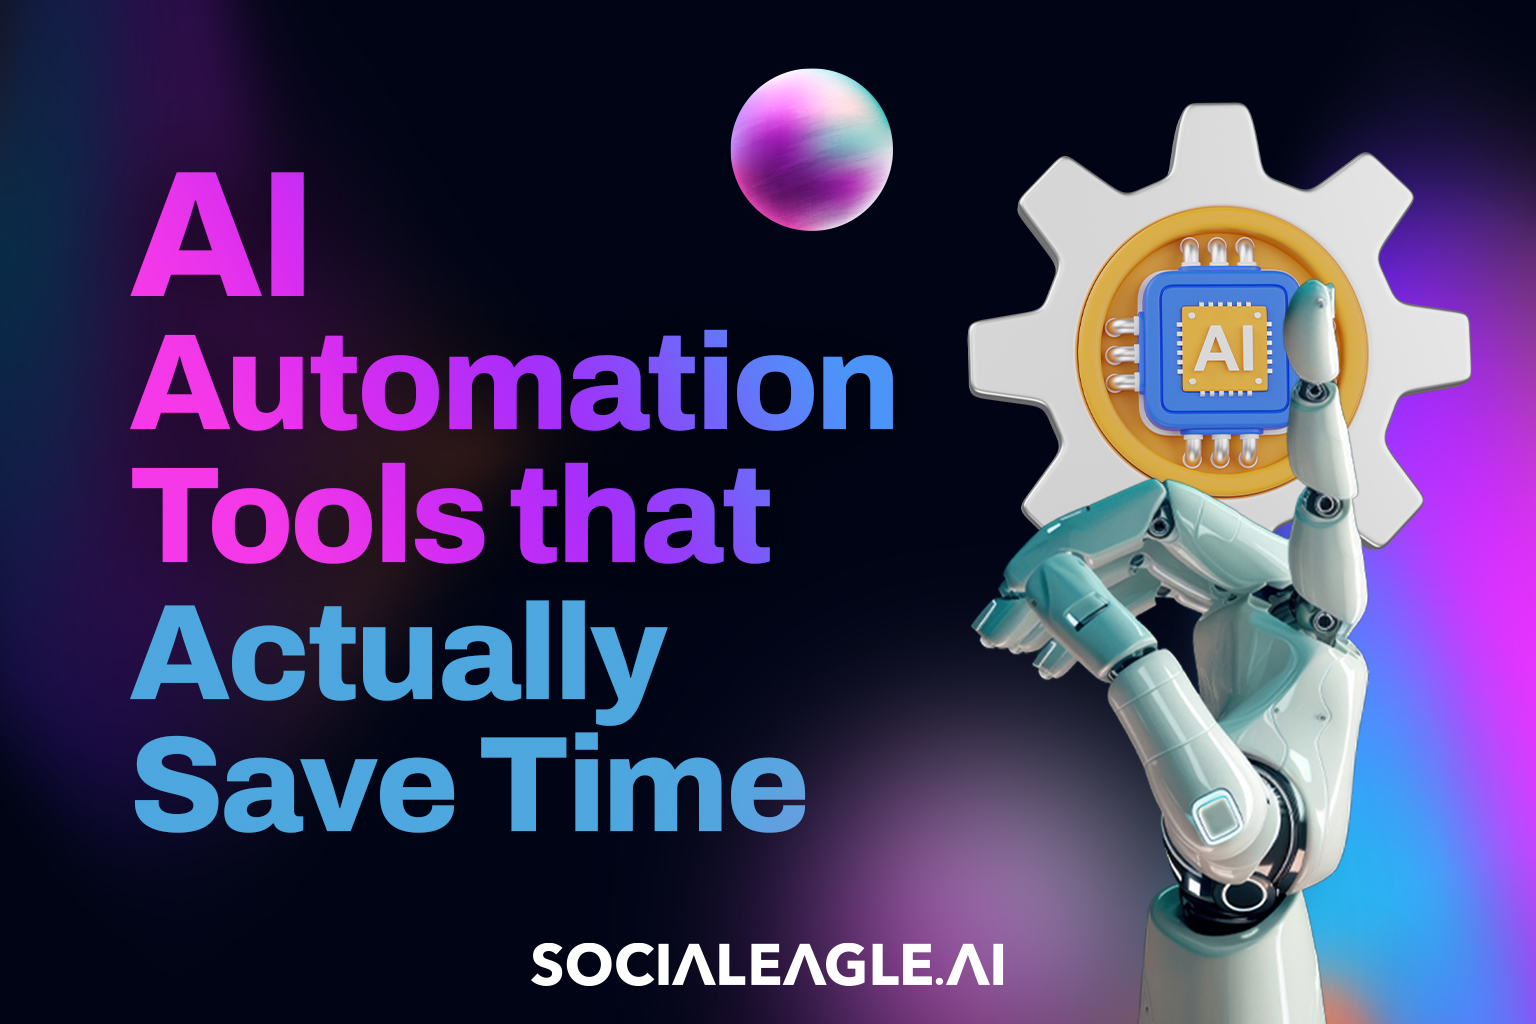 AI
Automation
Tools that
Actually
Save Time
AI
SOCIALEAGLE.AI